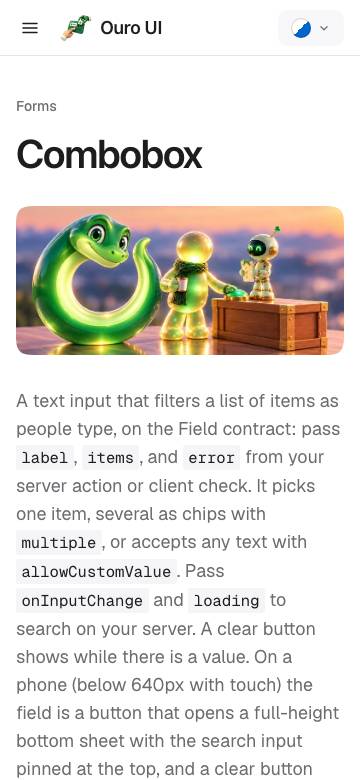 Ouro UI
Forms
Combobox
A text input that filters a list of items as
people type, on the Field contract: pass
label, items, and error from your
server action or client check. It picks
one item, several as chips with
multiple, or accepts any text with
allowCustomValue. Pass
onInputChange and loading to
search on your server. A clear button
shows while there is a value. On a
phone (below 640px with touch) the
field is a button that opens a full-height
bottom sheet with the search input
pinned at the top, and a clear button